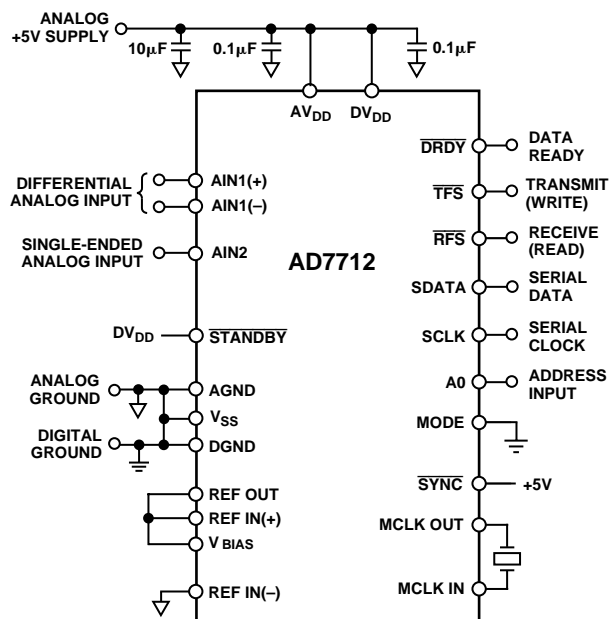 ANALOG
+5V SUPPLY
10µF
0.1µF
0.1µF
AVDD
DVDD
DRDY
DATA
READY
DIFFERENTIAL
ANALOG INPUT
AIN1(+)
AIN1(–)
TFS
TRANSMIT
(WRITE)
SINGLE-ENDED
ANALOG INPUT
AIN2
RFS
RECEIVE
(READ)
AD7712
SDATA
SERIAL
DATA
DVDD
STANDBY
SCLK
SERIAL
CLOCK
ANALOG
GROUND
AGND
A0
ADDRESS
INPUT
VSS
MODE
DIGITAL
GROUND
DGND
SYNC
+5V
REF OUT
REF IN(+)
MCLK OUT
VBIAS
REF IN(–)
MCLK IN